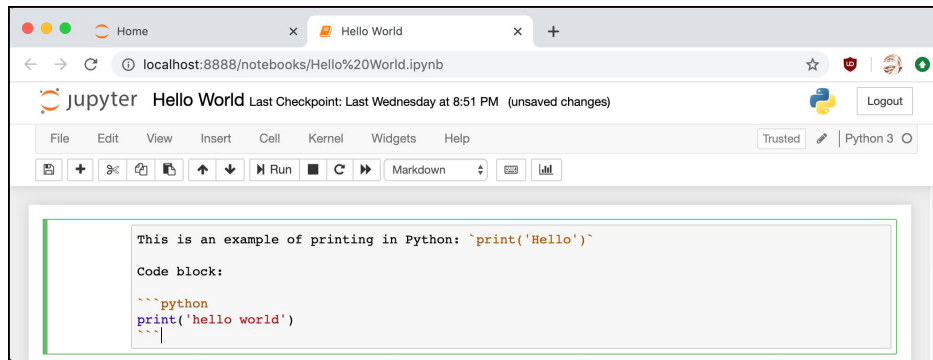 Home
Hello World
localhost:8888/notebooks/Hello%20World.ipynb
jupyter Hello World Last Checkpoint: Last Wednesday at 8:51 PM (unsaved changes)
Logout
File Edit View Insert Cell Kernel Widgets Help Trusted Python 3
Run Markdown
This is an example of printing in Python: `print('Hello')`
Code block:
```python
print('hello world')
```